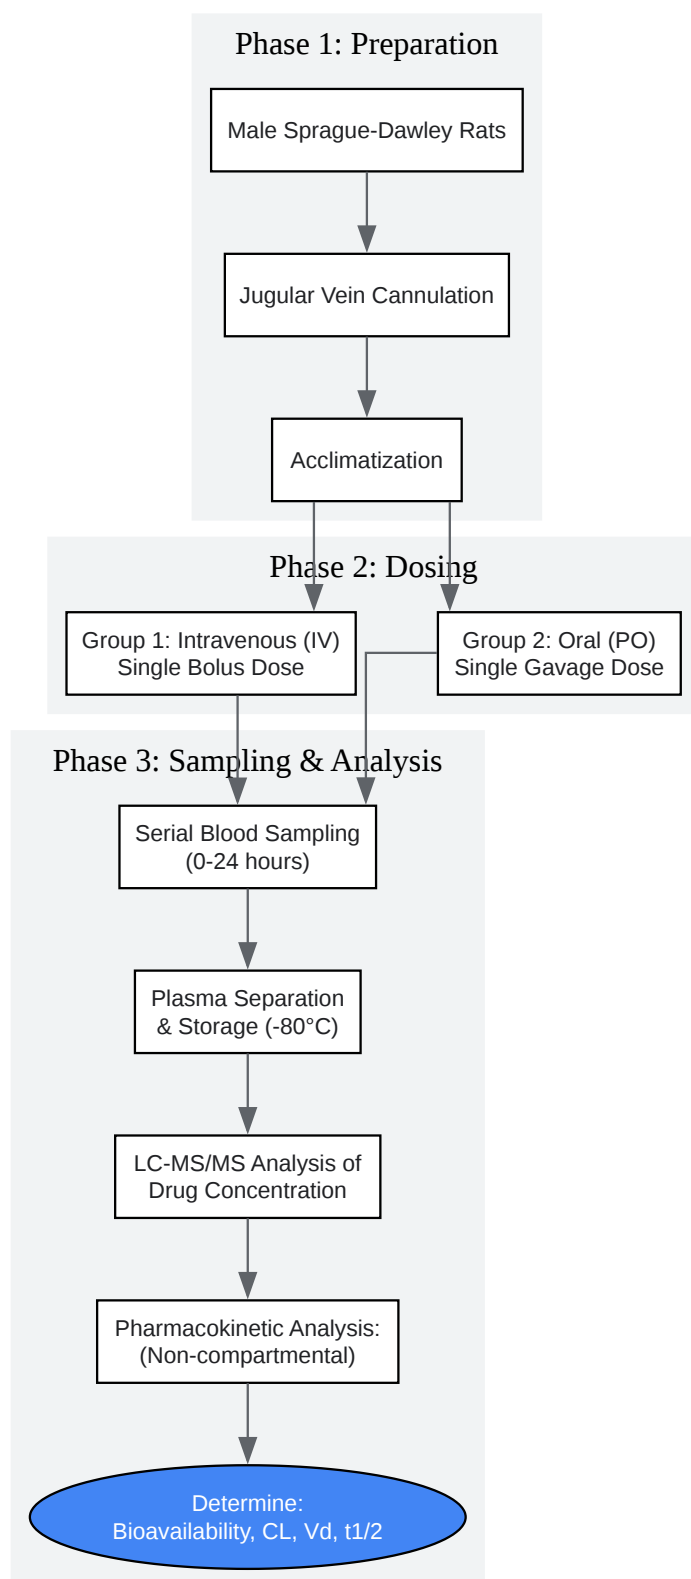 Phase 1: Preparation
Male Sprague-Dawley Rats
Jugular Vein Cannulation
Acclimatization
Phase 2: Dosing
Group 1: Intravenous (IV)
Single Bolus Dose
Group 2: Oral (PO)
Single Gavage Dose
Phase 3: Sampling & Analysis
Serial Blood Sampling
(0-24 hours)
Plasma Separation
& Storage (-80°C)
LC-MS/MS Analysis of
Drug Concentration
Pharmacokinetic Analysis:
(Non-compartmental)
Determine:
Bioavailability, CL, Vd, t1/2